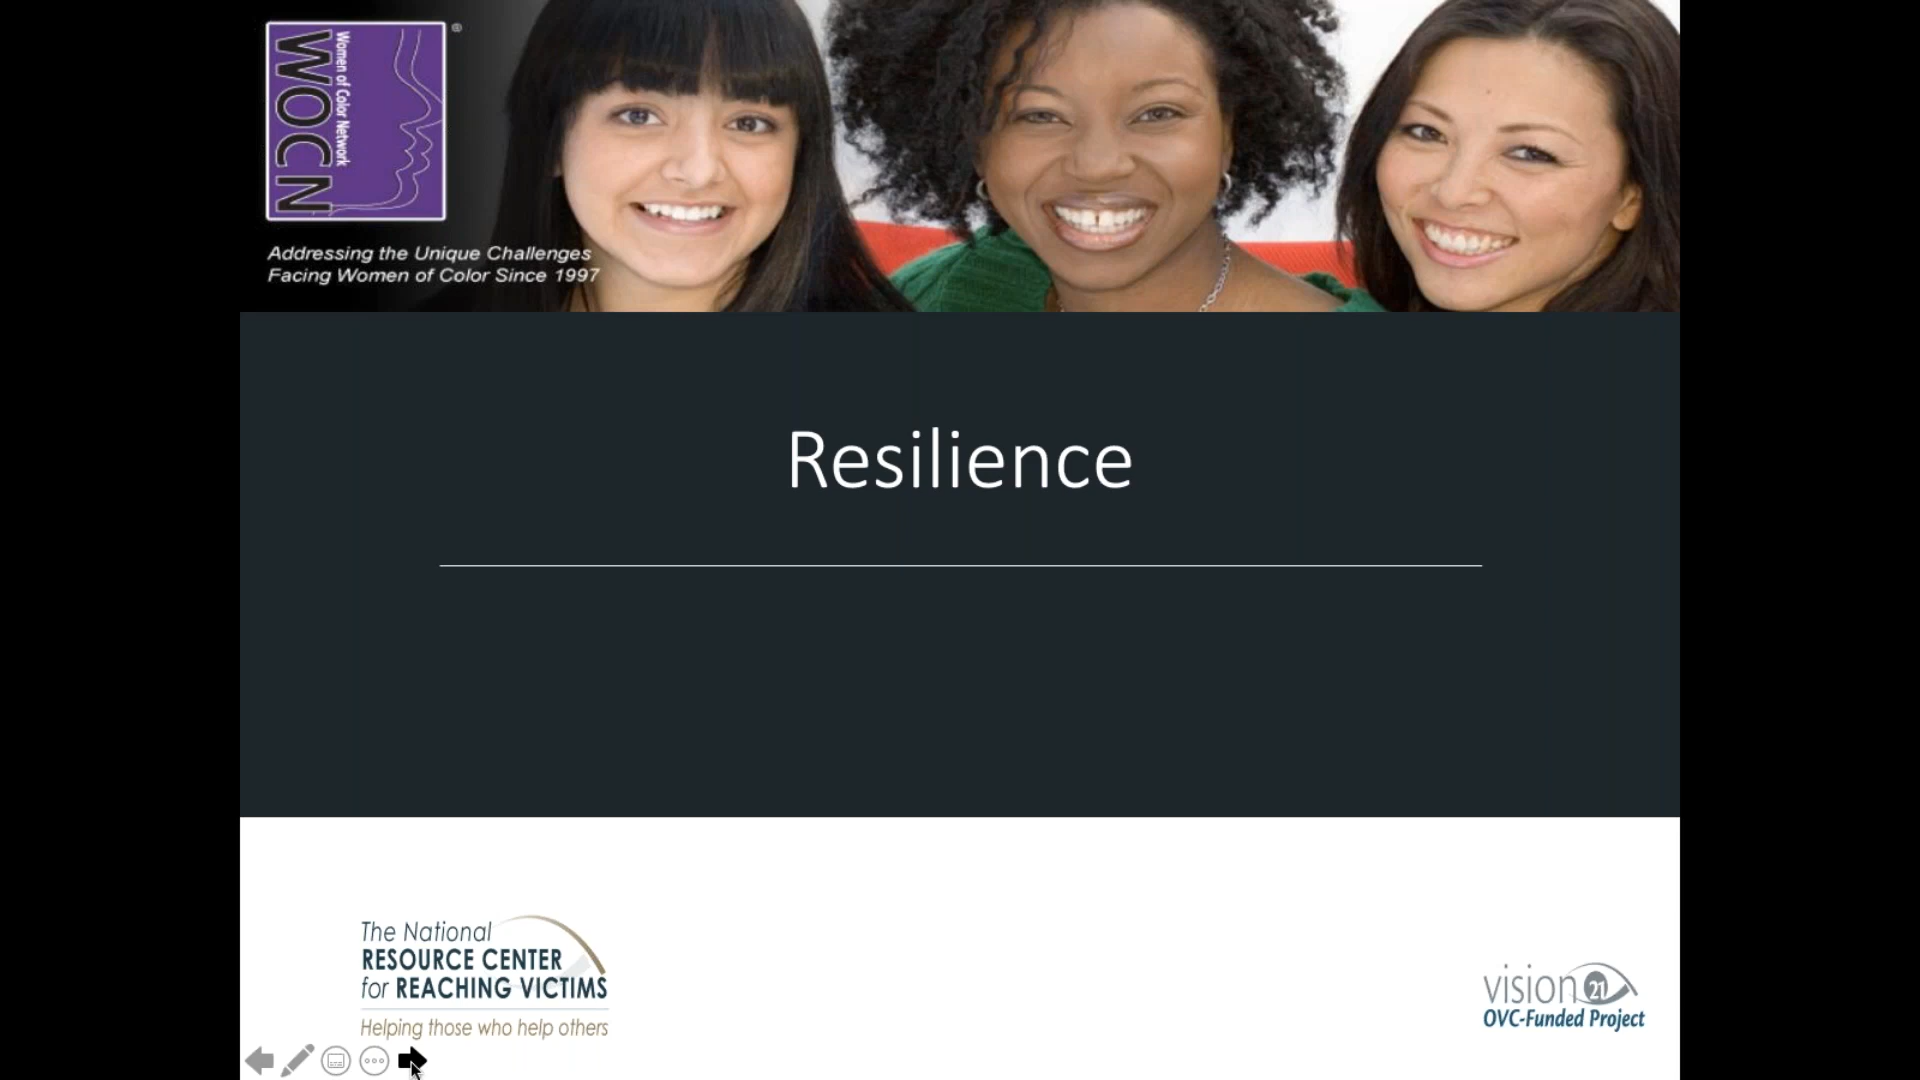 WOCN
Women of Color Network
®
Addressing the Unique Challenges
Facing Women of Color Since 1997
Resilience
The National
RESOURCE CENTER
for REACHING VICTIMS
Helping those who help others
vision 21
OVC-Funded Project